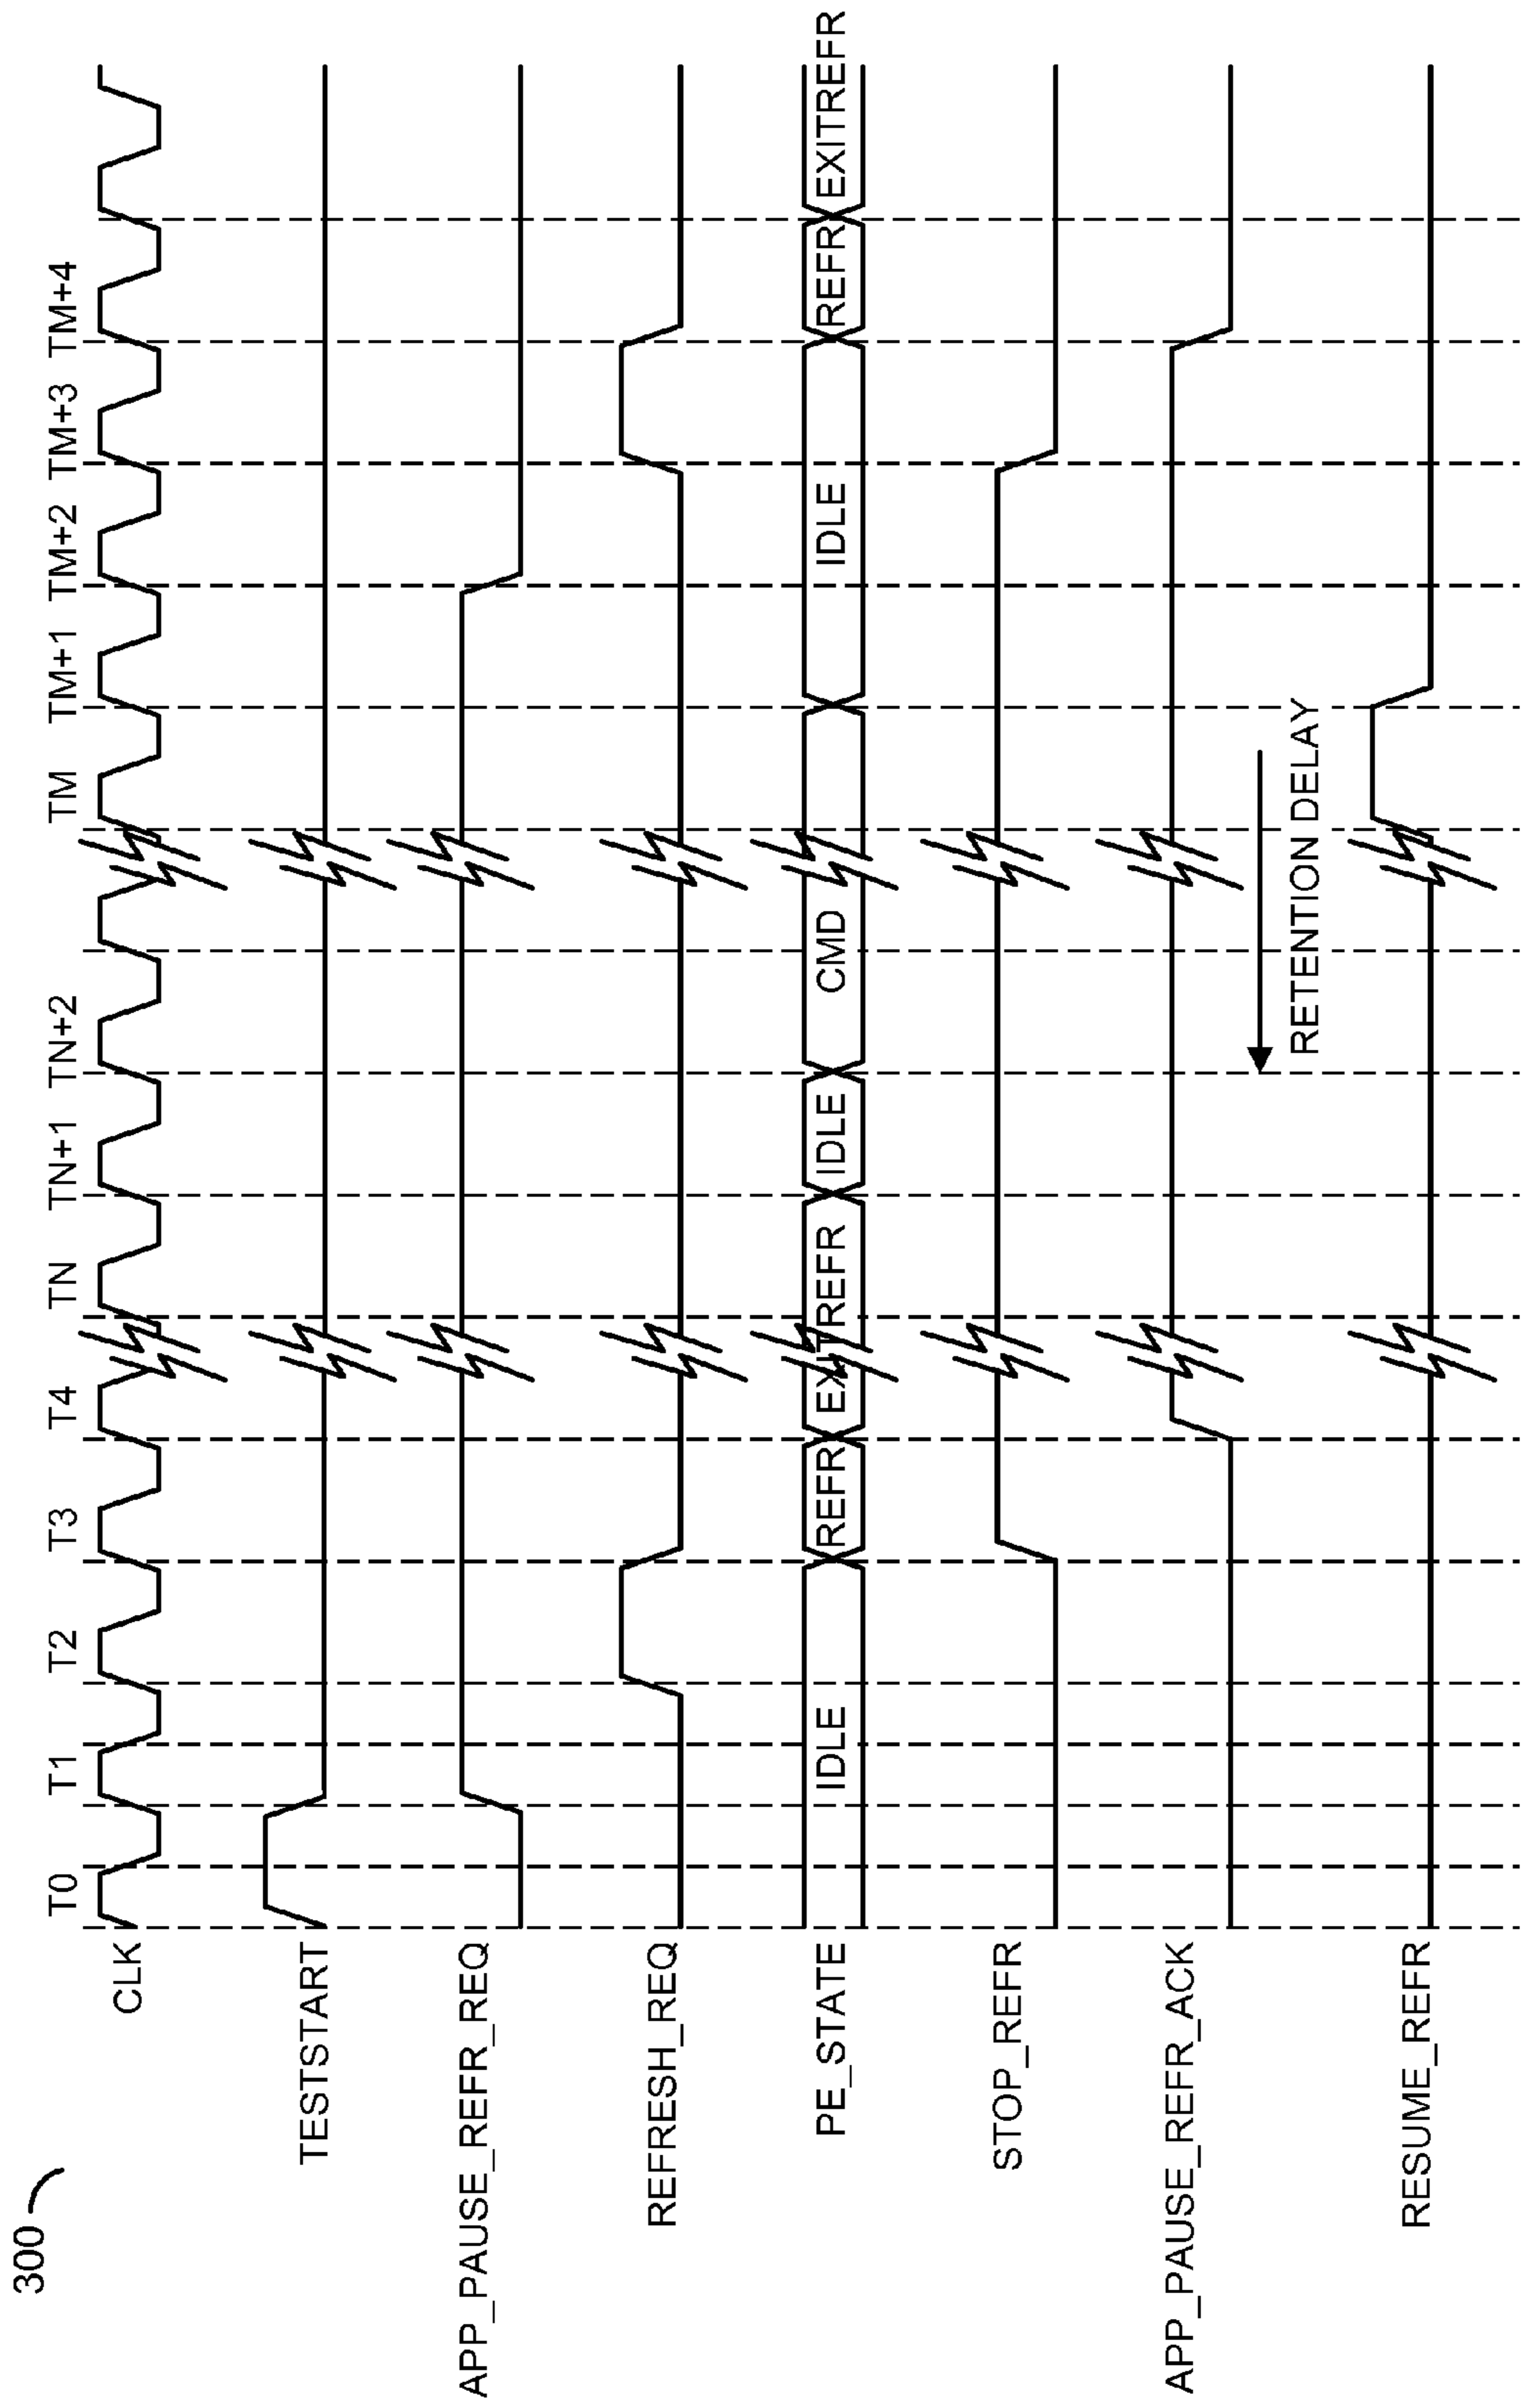 300
T0 T1 T2 T3 T4 TN TN+1 TN+2 TM TM+1 TM+2 TM+3 TM+4
CLK
TESTSTART
APP_PAUSE_REFR_REQ
REFRESH_REQ
PE_STATE IDLE REFR EXITREFR IDLE CMD IDLE REFR EXITREFR
STOP_REFR
APP_PAUSE_REFR_ACK
RETENTION DELAY
RESUME_REFR